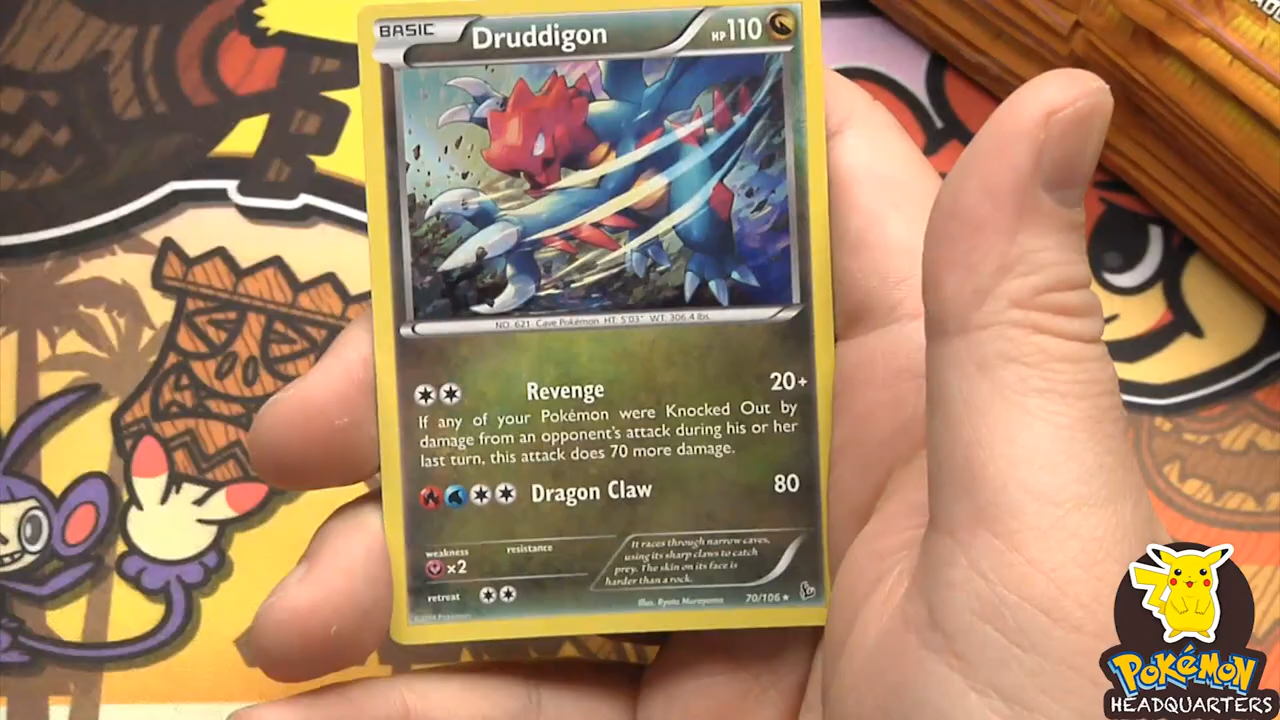 BASIC Druddigon HP110
NO. 621 Cave Pokémon HT: 5'03" WT: 306.4 lbs.
Revenge 20+
If any of your Pokémon were Knocked Out by
damage from an opponent's attack during his or her
last turn, this attack does 70 more damage.
Dragon Claw 80
weakness resistance
×2
It races through narrow caves,
using its sharp claws to catch
prey. The skin on its face is
harder than a rock.
retreat
Illus. Ryota Murayama 70/106 ★
POKÉMON
HEADQUARTERS